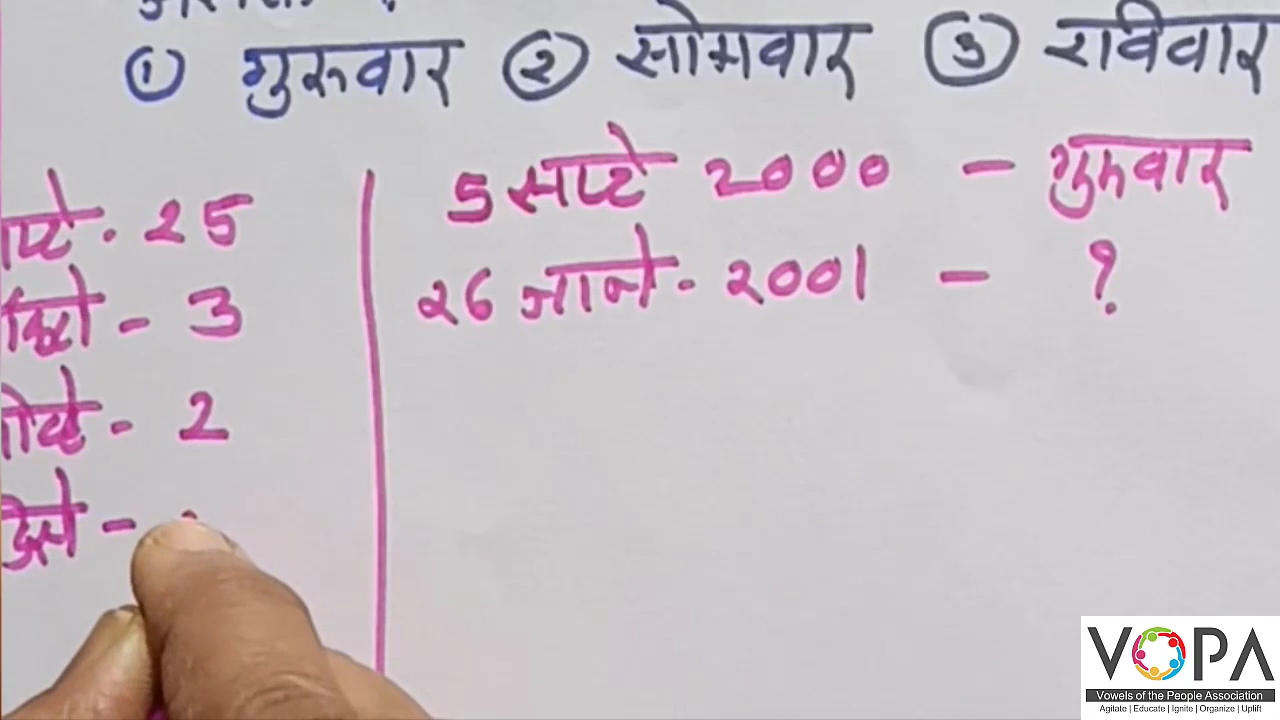 ① गुरुवार ② सोमवार ③ रविवार
5 सप्टे 2000 - गुरुवार
26 जाने. 2001 - ?
25
- 3
- 2
डिसे -
VOPA
Vowels of the People Association
Agitate | Educate | Ignite | Organize | Uplift